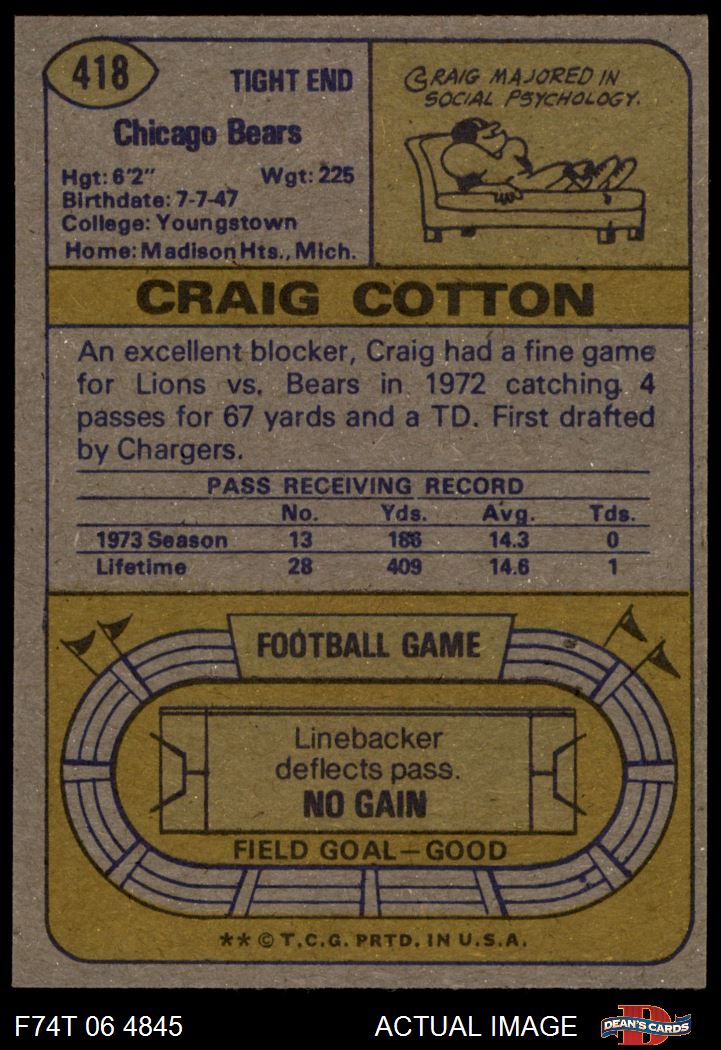 418
TIGHT END
Chicago Bears
Hgt: 6'2" Wgt: 225
Birthdate: 7-7-47
College: Youngstown
Home: Madison Hts., Mich.
CRAIG MAJORED IN
SOCIAL PSYCHOLOGY.
CRAIG COTTON
An excellent blocker, Craig had a fine game
for Lions vs. Bears in 1972 catching 4
passes for 67 yards and a TD. First drafted
by Chargers.
PASS RECEIVING RECORD
No. Yds. Avg. Tds.
1973 Season 13 186 14.3 0
Lifetime 28 409 14.6 1
FOOTBALL GAME
Linebacker
deflects pass.
NO GAIN
FIELD GOAL—GOOD
** © T.C.G. PRTD. IN U.S.A.
F74T 06 4845 ACTUAL IMAGE
DEAN'S CARDS